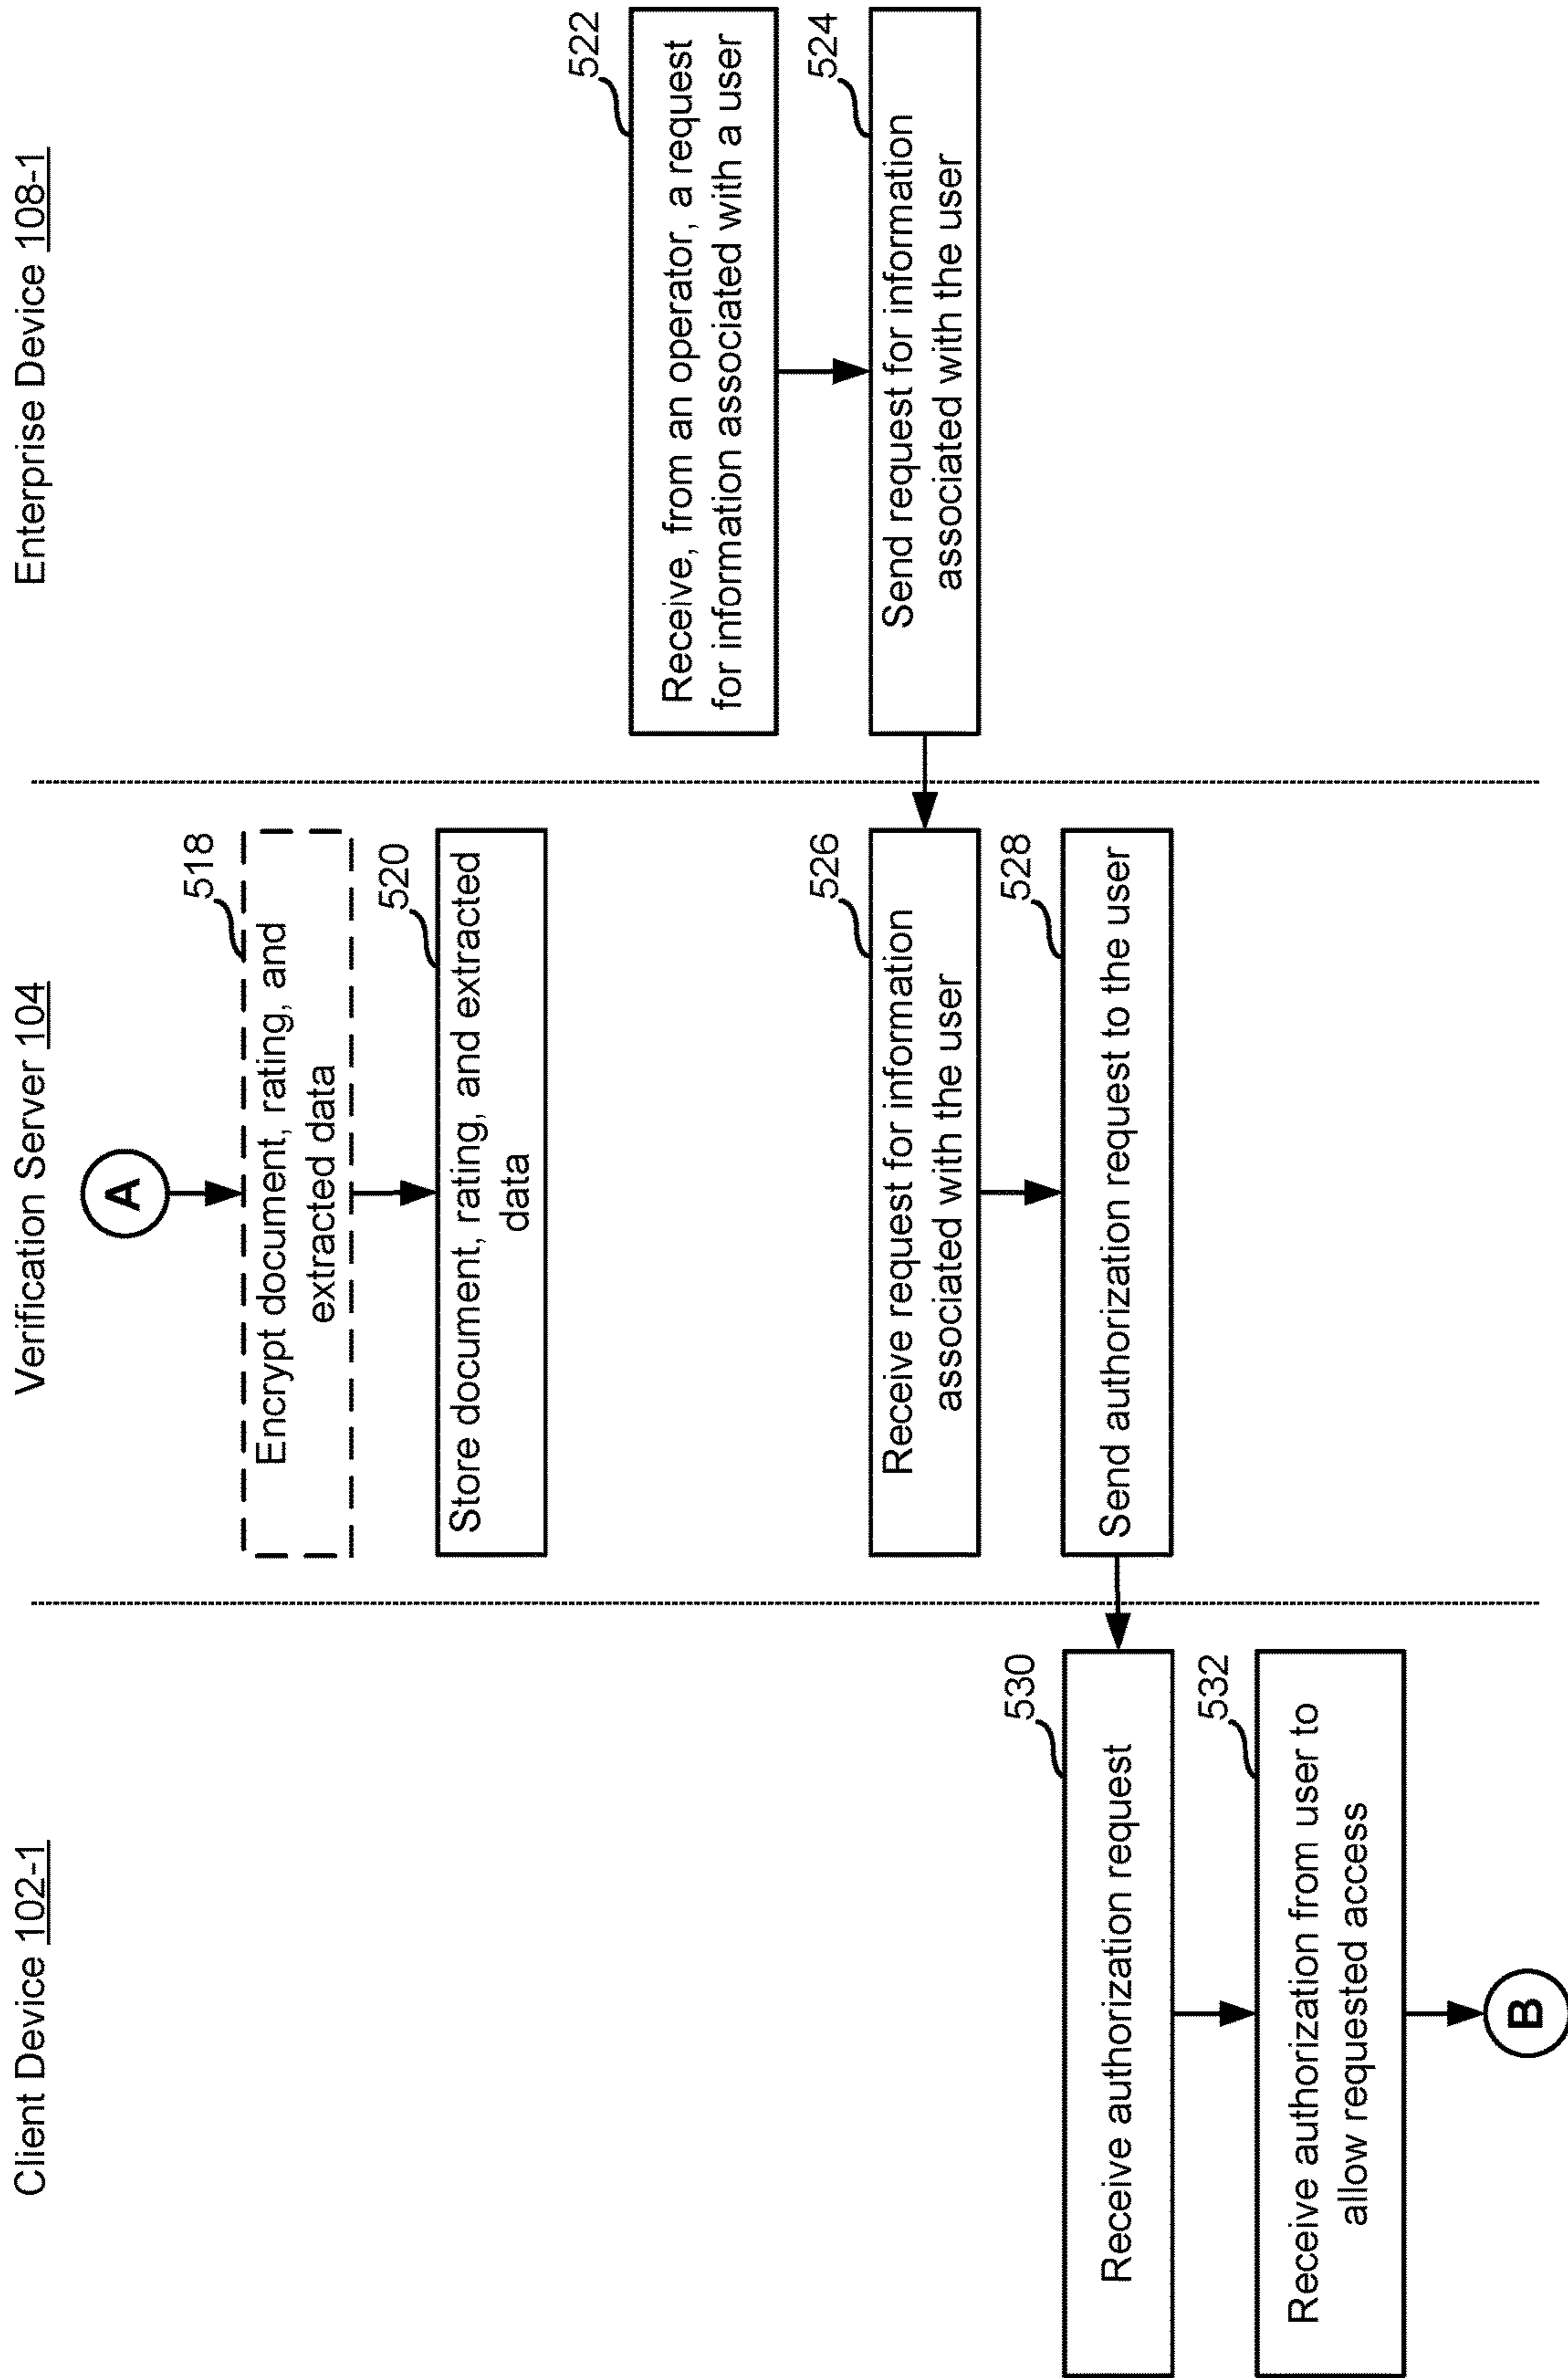 Client Device 102-1
Verification Server 104
Enterprise Device 108-1
A
518
Encrypt document, rating, and
extracted data
520
Store document, rating, and extracted
data
522
Receive, from an operator, a request
for information associated with a user
524
Send request for information
associated with the user
526
Receive request for information
associated with the user
528
Send authorization request to the user
530
Receive authorization request
532
Receive authorization from user to
allow requested access
B